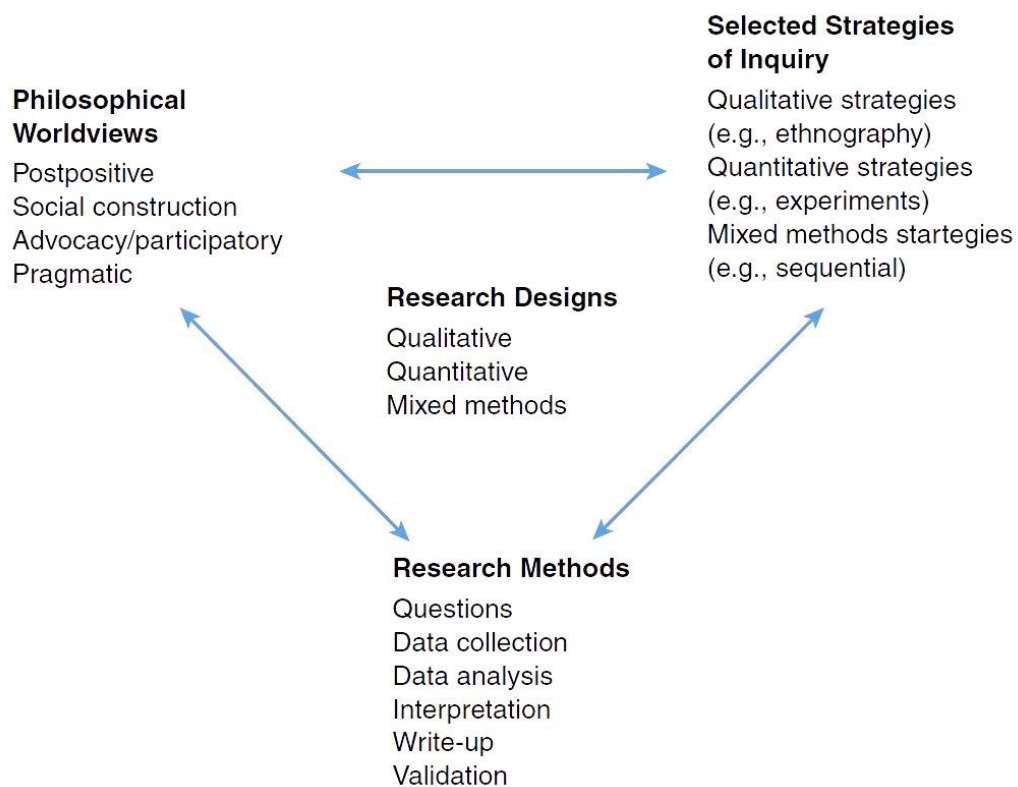 Philosophical
Worldviews
Postpositive
Social construction
Advocacy/participatory
Pragmatic
Selected Strategies
of Inquiry
Qualitative strategies
(e.g., ethnography)
Quantitative strategies
(e.g., experiments)
Mixed methods startegies
(e.g., sequential)
Research Designs
Qualitative
Quantitative
Mixed methods
Research Methods
Questions
Data collection
Data analysis
Interpretation
Write-up
Validation